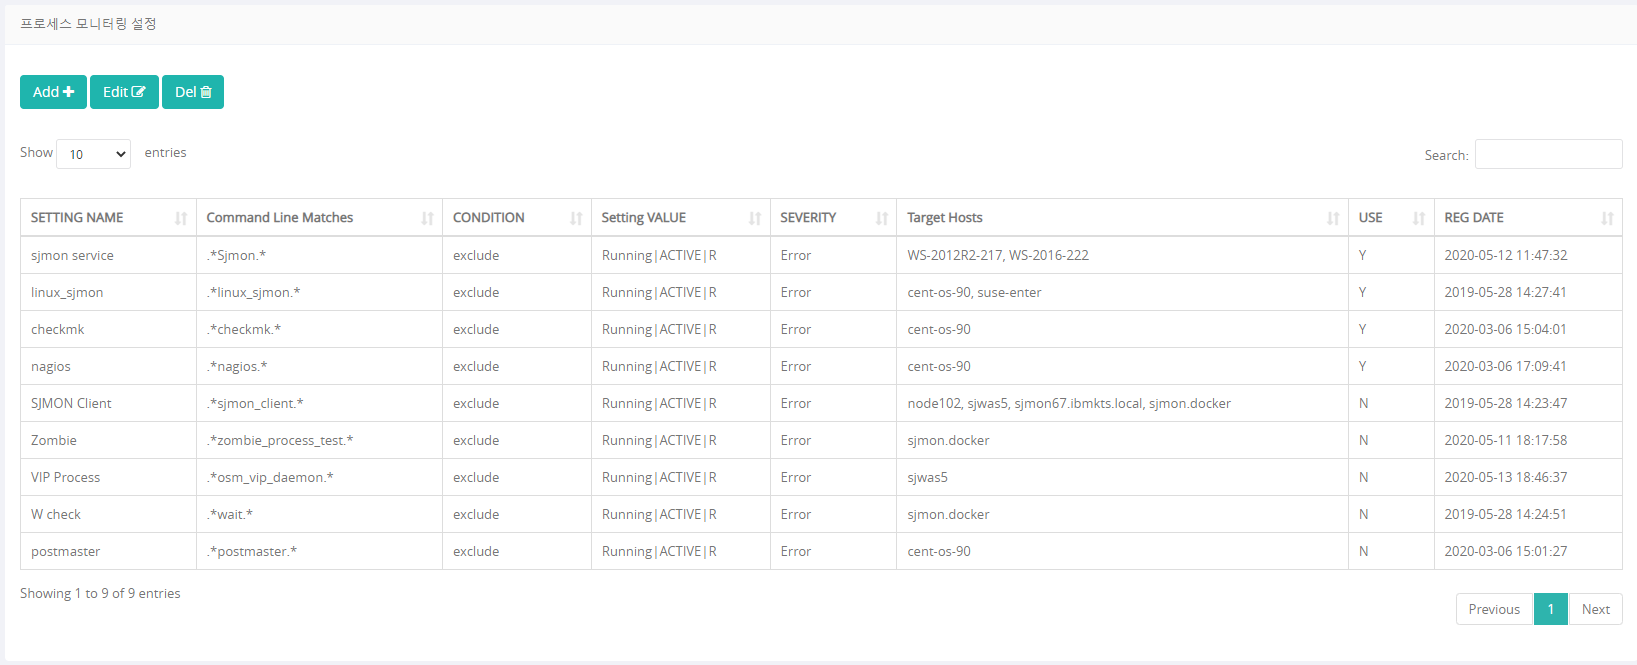 프로세스 모니터링 설정
Add Edit Del
Show 10 entries Search:
SETTING NAME Command Line Matches CONDITION Setting VALUE SEVERITY Target Hosts USE REG DATE
sjmon service .*Sjmon.* exclude Running|ACTIVE|R Error WS-2012R2-217, WS-2016-222 Y 2020-05-12 11:47:32
linux_sjmon .*linux_sjmon.* exclude Running|ACTIVE|R Error cent-os-90, suse-enter Y 2019-05-28 14:27:41
checkmk .*checkmk.* exclude Running|ACTIVE|R Error cent-os-90 Y 2020-03-06 15:04:01
nagios .*nagios.* exclude Running|ACTIVE|R Error cent-os-90 Y 2020-03-06 17:09:41
SJMON Client .*sjmon_client.* exclude Running|ACTIVE|R Error node102, sjwas5, sjmon67.ibmkts.local, sjmon.docker N 2019-05-28 14:23:47
Zombie .*zombie_process_test.* exclude Running|ACTIVE|R Error sjmon.docker N 2020-05-11 18:17:58
VIP Process .*osm_vip_daemon.* exclude Running|ACTIVE|R Error sjwas5 N 2020-05-13 18:46:37
W check .*wait.* exclude Running|ACTIVE|R Error sjmon.docker N 2019-05-28 14:24:51
postmaster .*postmaster.* exclude Running|ACTIVE|R Error cent-os-90 N 2020-03-06 15:01:27
Showing 1 to 9 of 9 entries
Previous 1 Next